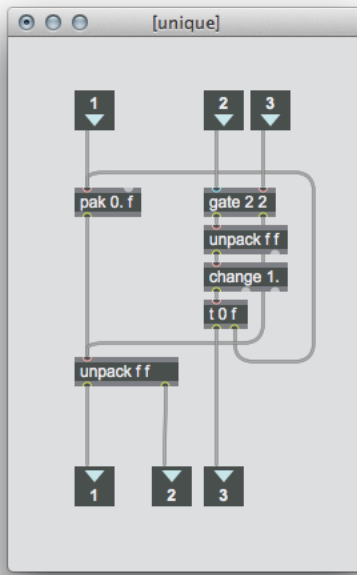 [unique]
1
2
3
pak 0. f
gate 2 2
unpack f f
change 1.
t 0 f
unpack f f
1
2
3